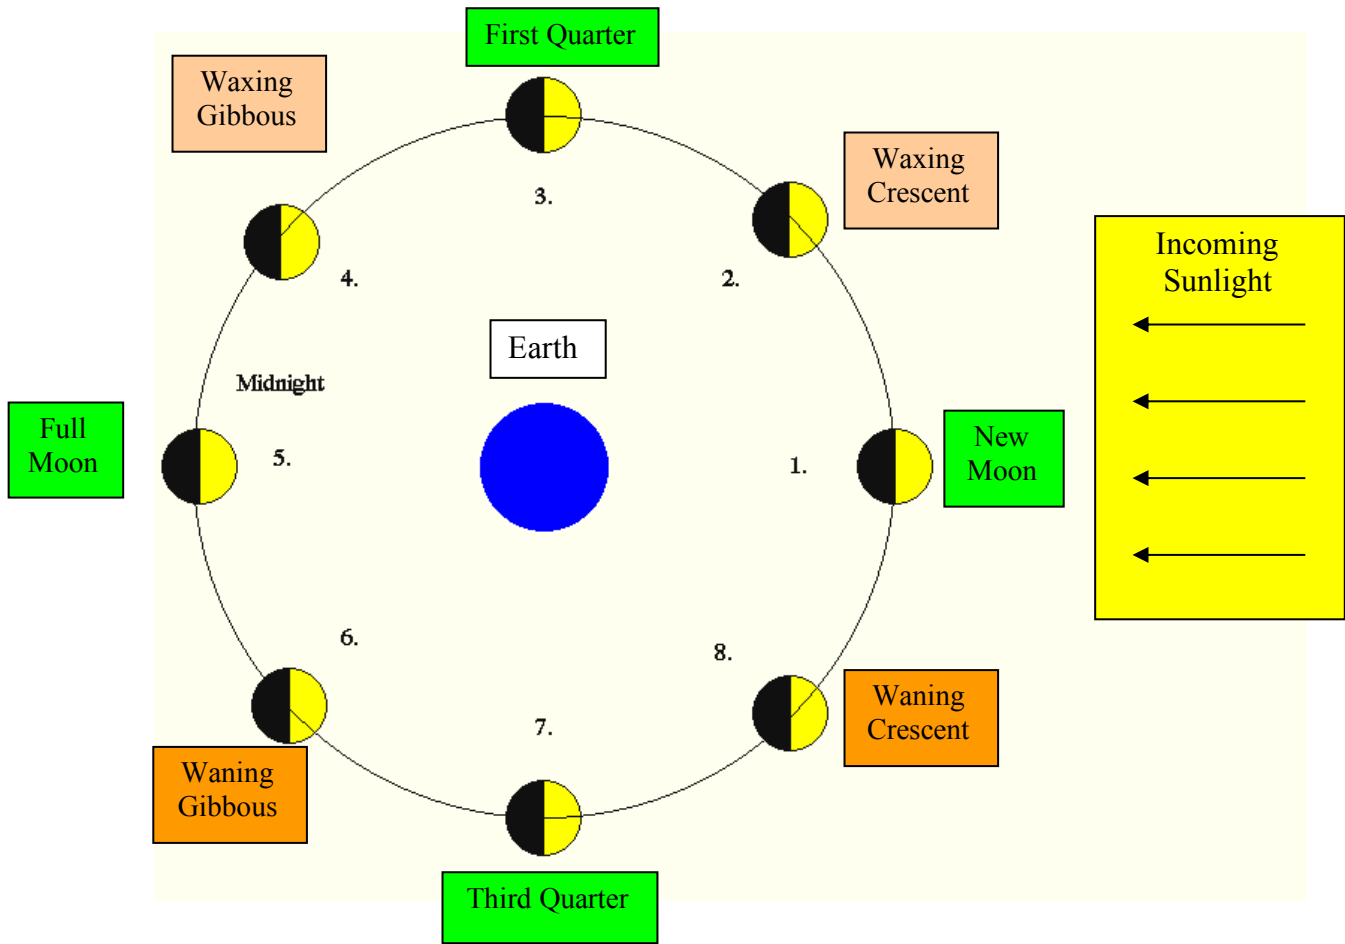 First Quarter
Waxing
Gibbous
Waxing
Crescent
3.
Incoming
Sunlight
4.
2.
Earth
Midnight
Full
Moon
5.
1.
New
Moon
6.
8.
Waning
Crescent
7.
Waning
Gibbous
Third Quarter